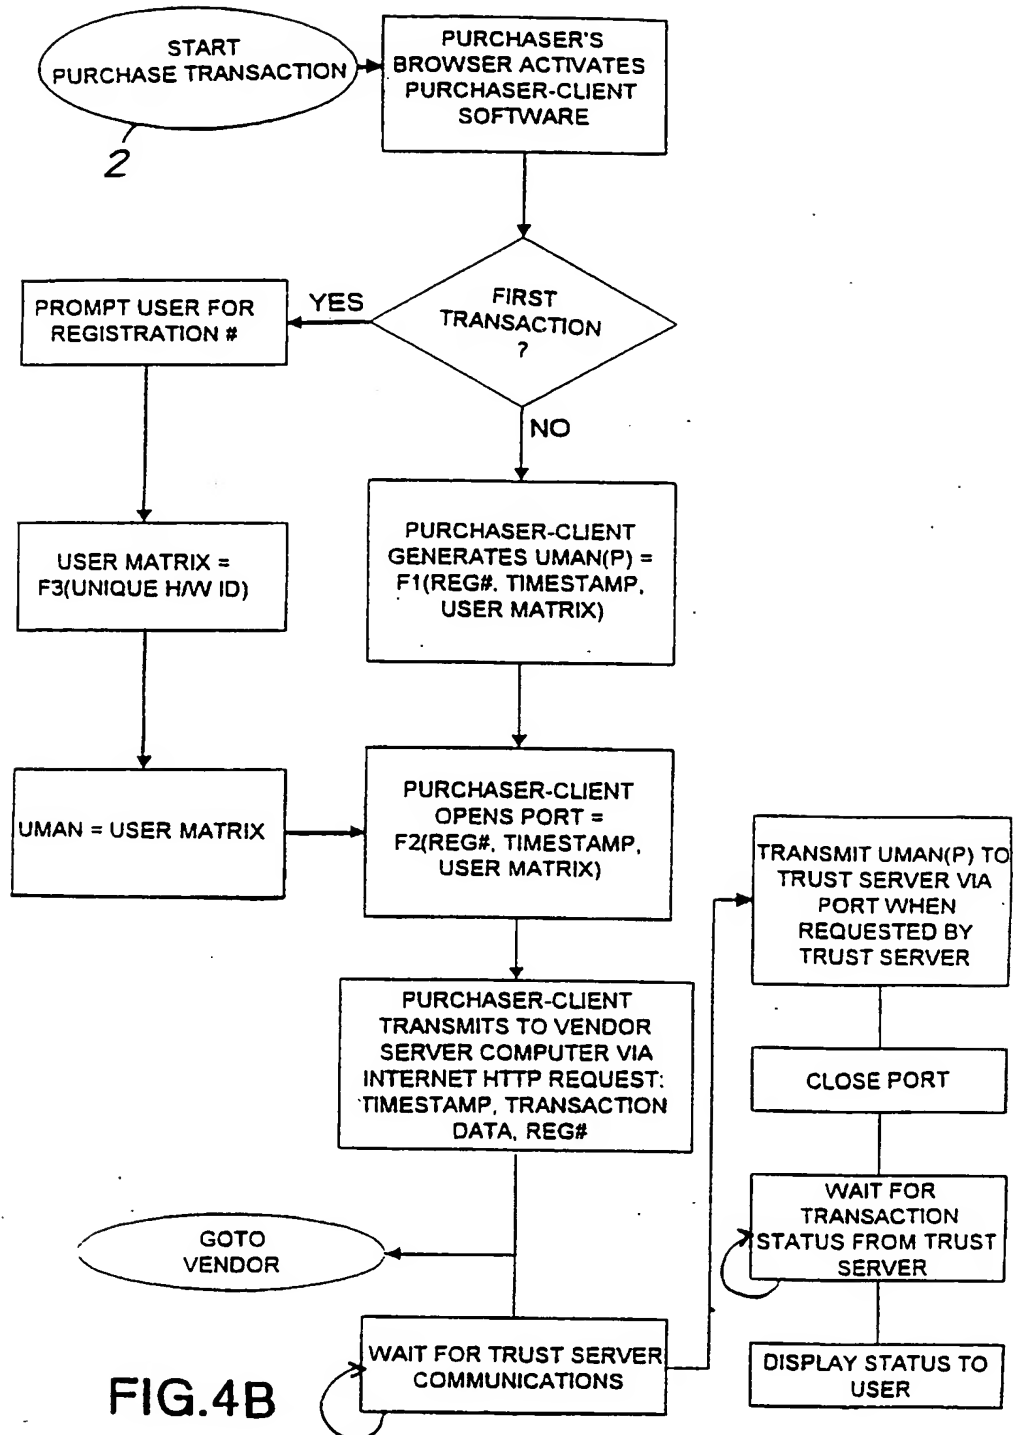 START
PURCHASE TRANSACTION
2
PURCHASER'S
BROWSER ACTIVATES
PURCHASER-CLIENT
SOFTWARE
FIRST
TRANSACTION
?
YES
NO
PROMPT USER FOR
REGISTRATION #
USER MATRIX =
F3(UNIQUE H/W ID)
UMAN = USER MATRIX
PURCHASER-CLIENT
GENERATES UMAN(P) =
F1(REG#, TIMESTAMP,
USER MATRIX)
PURCHASER-CLIENT
OPENS PORT =
F2(REG#, TIMESTAMP,
USER MATRIX)
PURCHASER-CLIENT
TRANSMITS TO VENDOR
SERVER COMPUTER VIA
INTERNET HTTP REQUEST:
TIMESTAMP, TRANSACTION
DATA, REG#
GOTO
VENDOR
WAIT FOR TRUST SERVER
COMMUNICATIONS
TRANSMIT UMAN(P) TO
TRUST SERVER VIA
PORT WHEN
REQUESTED BY
TRUST SERVER
CLOSE PORT
WAIT FOR
TRANSACTION
STATUS FROM TRUST
SERVER
DISPLAY STATUS TO
USER
FIG.4B